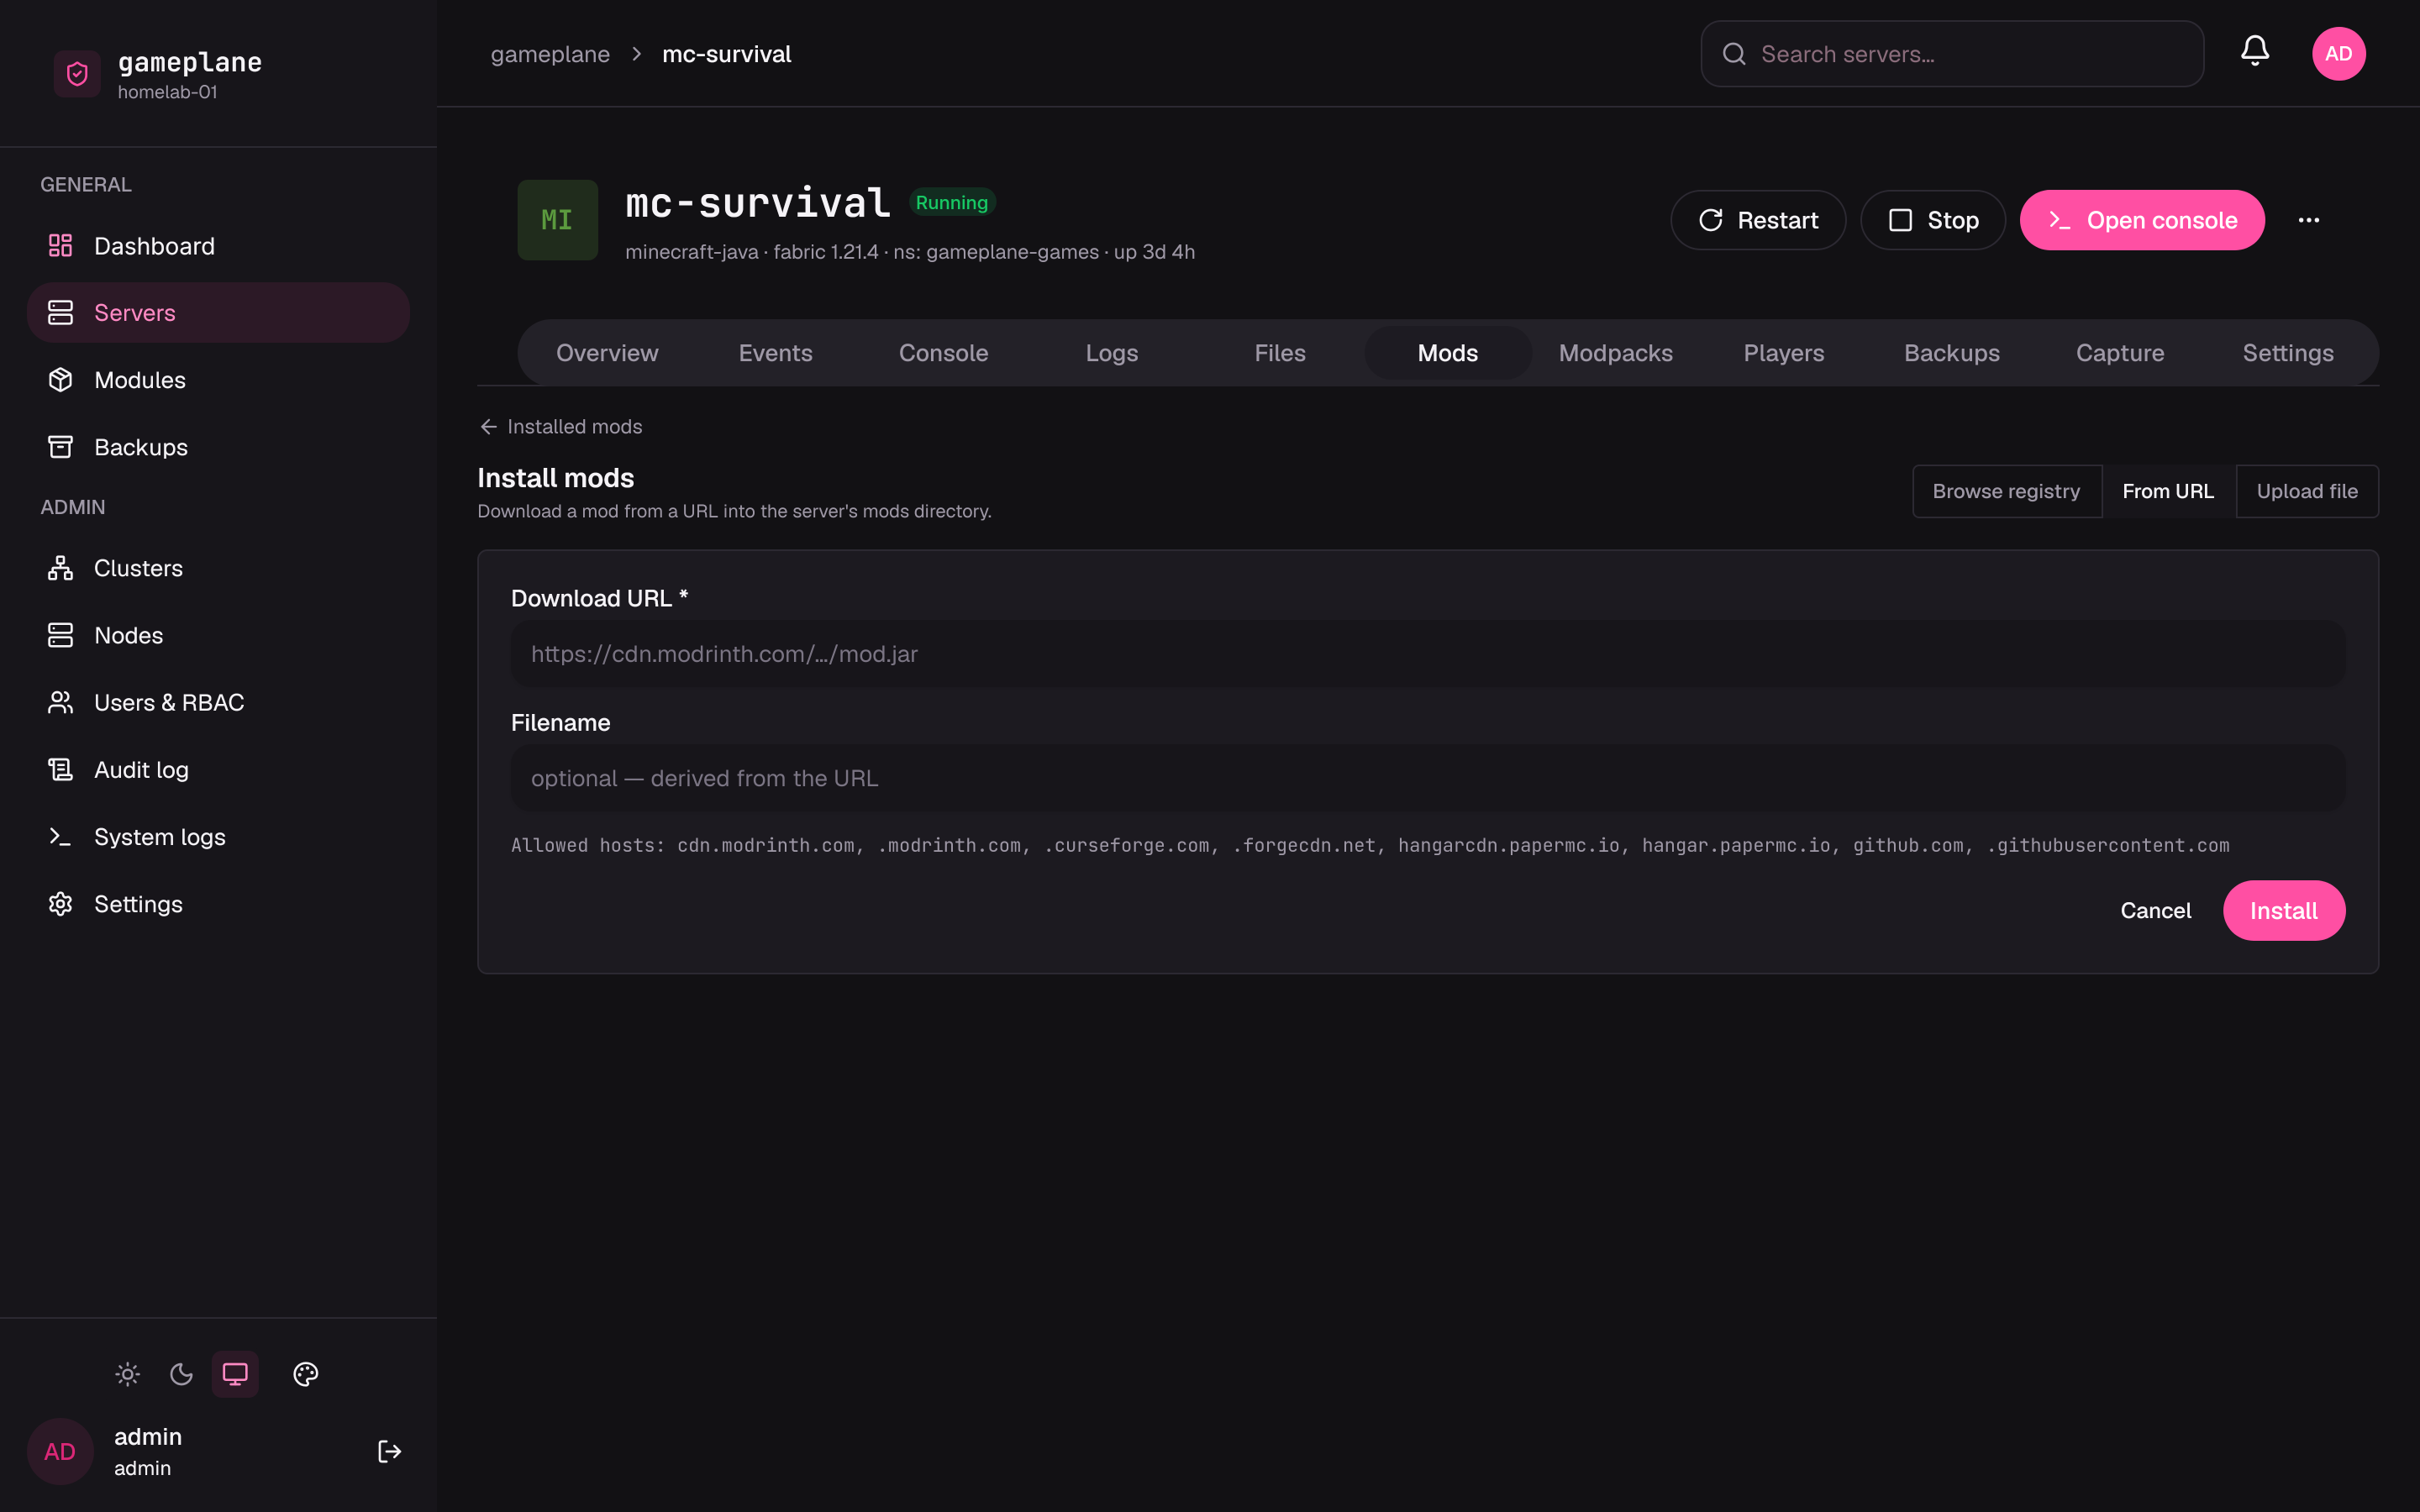 gameplane
homelab-01
GENERAL
Dashboard
Servers
Modules
Backups
ADMIN
Clusters
Nodes
Users & RBAC
Audit log
System logs
Settings
AD
admin
admin
gameplane > mc-survival
Search servers...
AD
MI
mc-survival
Running
minecraft-java · fabric 1.21.4 · ns: gameplane-games · up 3d 4h
Restart
Stop
Open console
Overview
Events
Console
Logs
Files
Mods
Modpacks
Players
Backups
Capture
Settings
Installed mods
Install mods
Download a mod from a URL into the server's mods directory.
Browse registry
From URL
Upload file
Download URL *
https://cdn.modrinth.com/…/mod.jar
Filename
optional — derived from the URL
Allowed hosts: cdn.modrinth.com, .modrinth.com, .curseforge.com, .forgecdn.net, hangarcdn.papermc.io, hangar.papermc.io, github.com, .githubusercontent.com
Cancel
Install